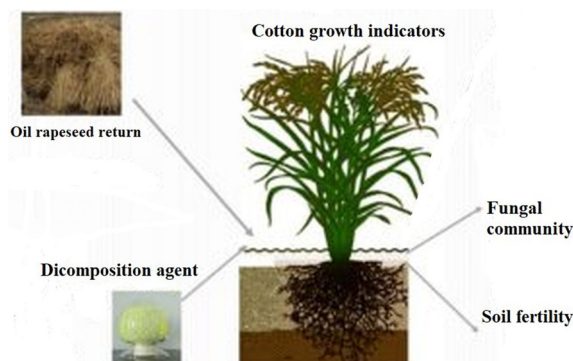 Cotton growth indicators
Oil rapeseed return
Fungal
community
Dicomposition agent
Soil fertility